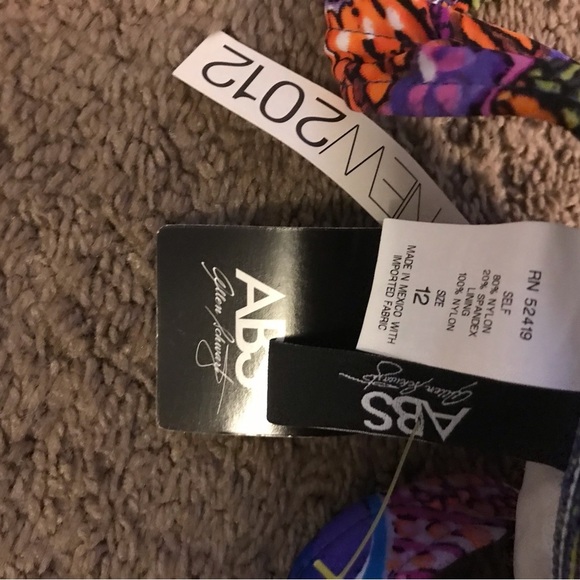 NEW2012
ABS
Allen Schwartz
RN 52419
SELF
80% NYLON
20% SPANDEX
LINING
100% NYLON
SIZE
12
MADE IN MEXICO WITH
IMPORTED FABRIC
ABS
Allen Schwartz